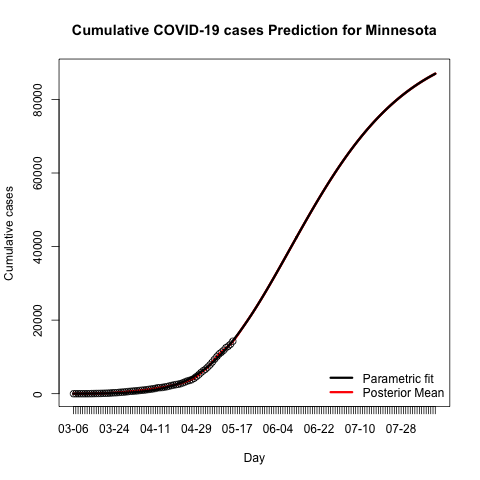 Cumulative COVID-19 cases Prediction for Minnesota
Cumulative cases
80000
60000
40000
20000
0
Parametric fit
Posterior Mean
03-06 03-24 04-11 04-29 05-17 06-04 06-22 07-10 07-28
Day